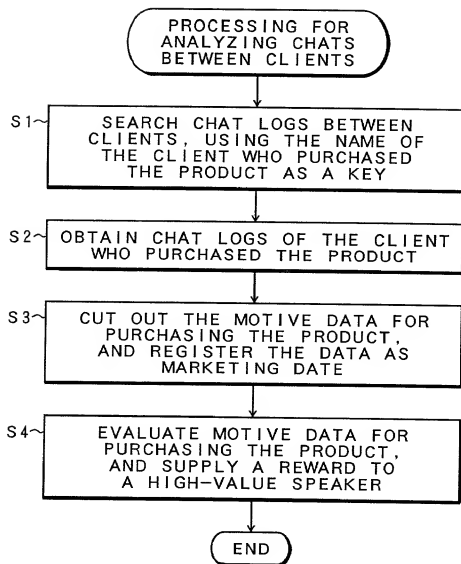 PROCESSING FOR
ANALYZING CHATS
BETWEEN CLIENTS
S1
SEARCH CHAT LOGS BETWEEN
CLIENTS, USING THE NAME OF
THE CLIENT WHO PURCHASED
THE PRODUCT AS A KEY
S2
OBTAIN CHAT LOGS OF THE CLIENT
WHO PURCHASED THE PRODUCT
S3
CUT OUT THE MOTIVE DATA FOR
PURCHASING THE PRODUCT,
AND REGISTER THE DATA AS
MARKETING DATE
S4
EVALUATE MOTIVE DATA FOR
PURCHASING THE PRODUCT,
AND SUPPLY A REWARD TO
A HIGH-VALUE SPEAKER
END